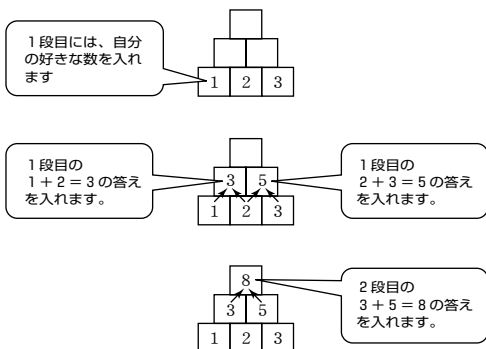 1段目には、自分
の好きな数を入れ
ます
1 2 3
1段目の
1+2=3の答え
を入れます。
3 5
1 2 3
1段目の
2+3=5の答え
を入れます。
8
3 5
1 2 3
2段目の
3+5=8の答え
を入れます。